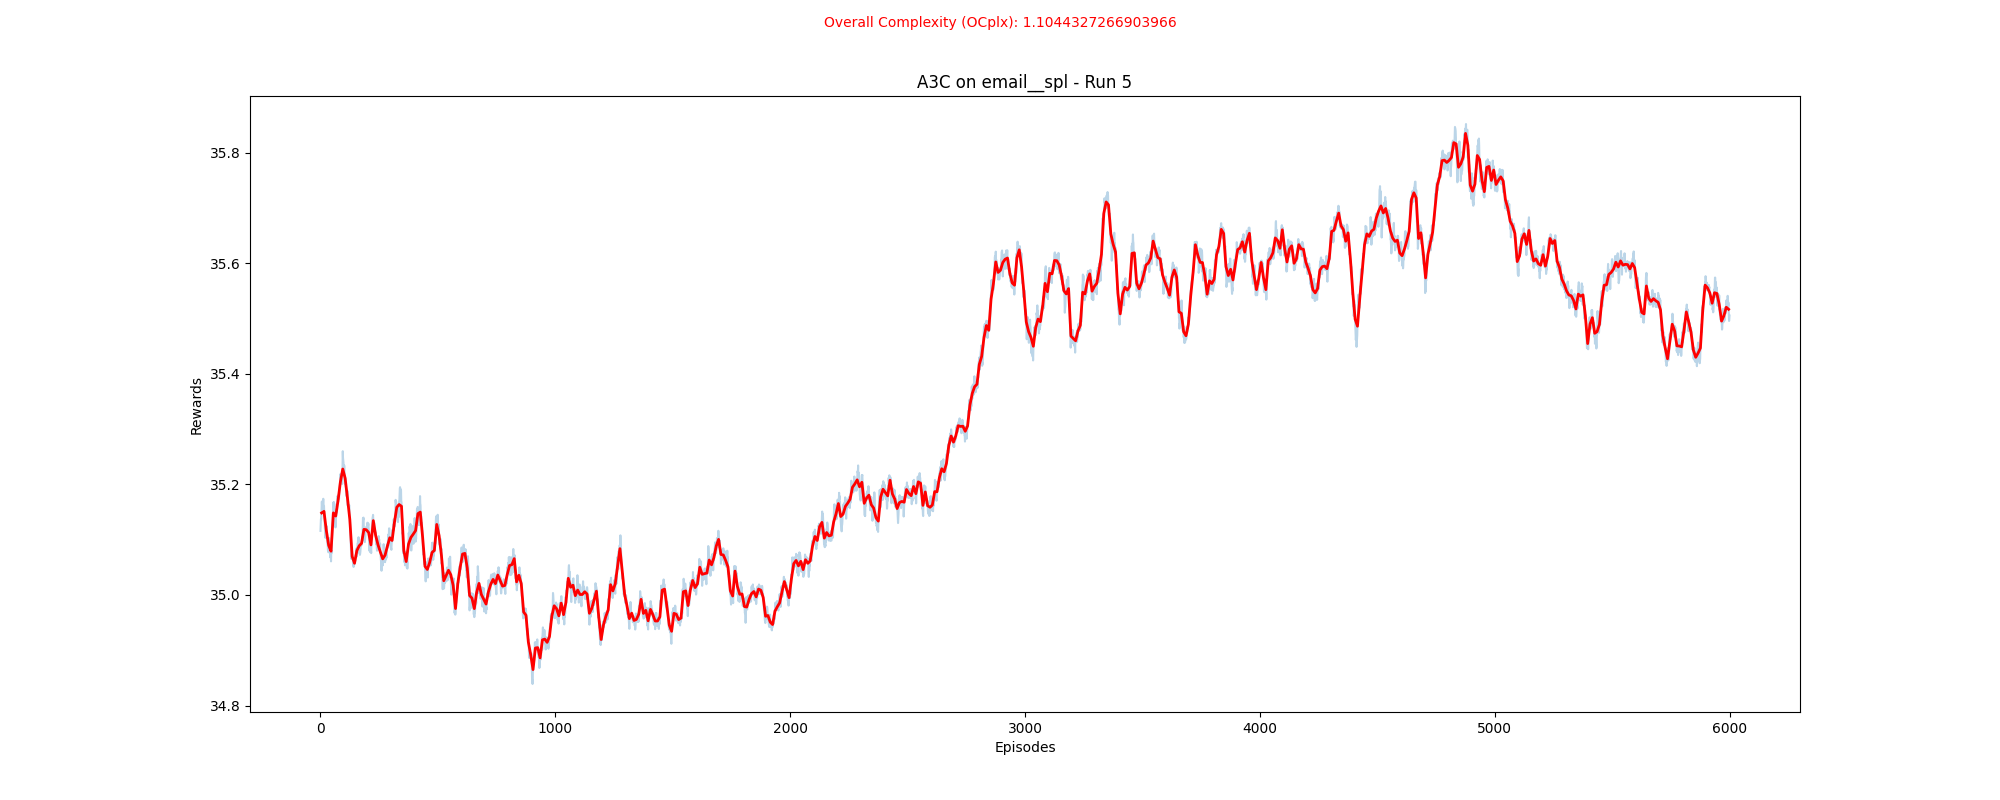 Overall Complexity (OCplx): 1.1044327266903966
A3C on email__spl - Run 5
35.8
35.6
35.4
35.2
35.0
34.8
Rewards
0 1000 2000 3000 4000 5000 6000
Episodes